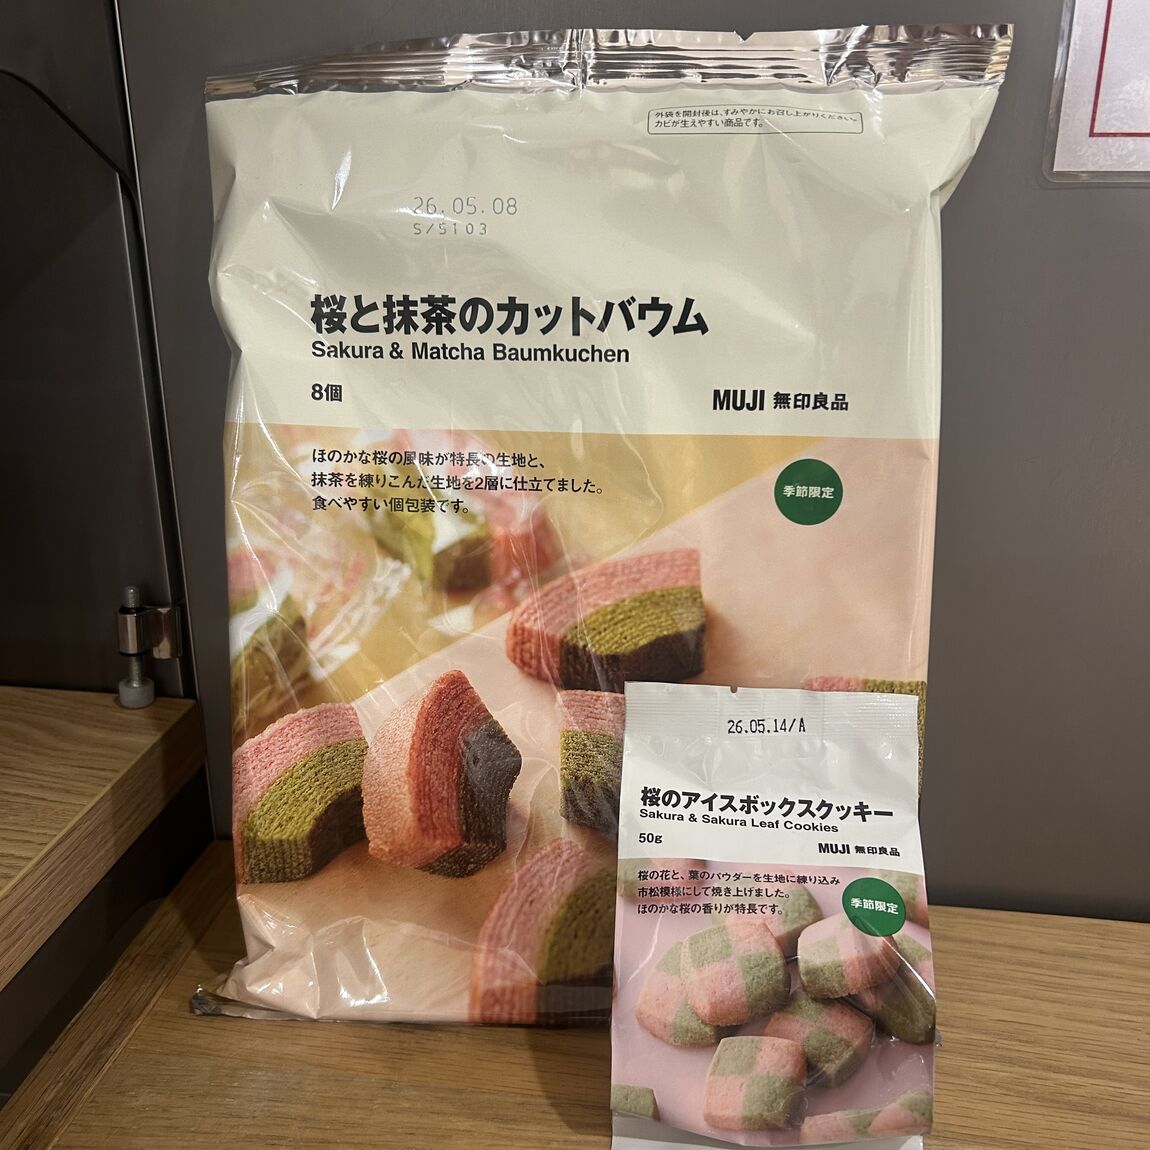 外袋を開封後は、すみやかにお召し上がりください。
カビが生えやすい商品です。
26.05.08
S/S103
桜と抹茶のカットバウム
Sakura & Matcha Baumkuchen
8個
MUJI 無印良品
ほのかな桜の風味が特長の生地と、
抹茶を練りこんだ生地を2層に仕立てました。
食べやすい個包装です。
季節限定
26.05.14/A
桜のアイスボックスクッキー
Sakura & Sakura Leaf Cookies
50g
MUJI 無印良品
桜の花と、葉のパウダーを生地に練り込み
市松模様にして焼き上げました。
ほのかな桜の香りが特長です。
季節限定